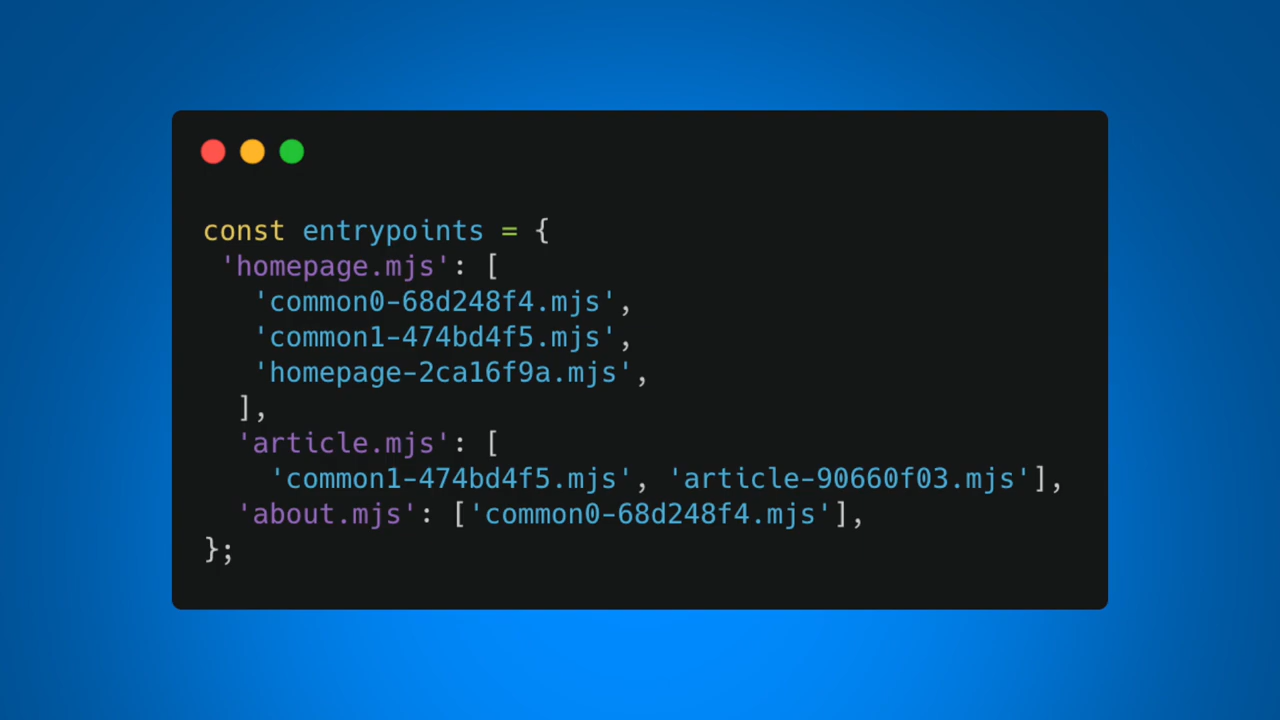 const entrypoints = {
'homepage.mjs': [
'common0-68d248f4.mjs',
'common1-474bd4f5.mjs',
'homepage-2ca16f9a.mjs',
],
'article.mjs': [
'common1-474bd4f5.mjs', 'article-90660f03.mjs'],
'about.mjs': ['common0-68d248f4.mjs'],
};